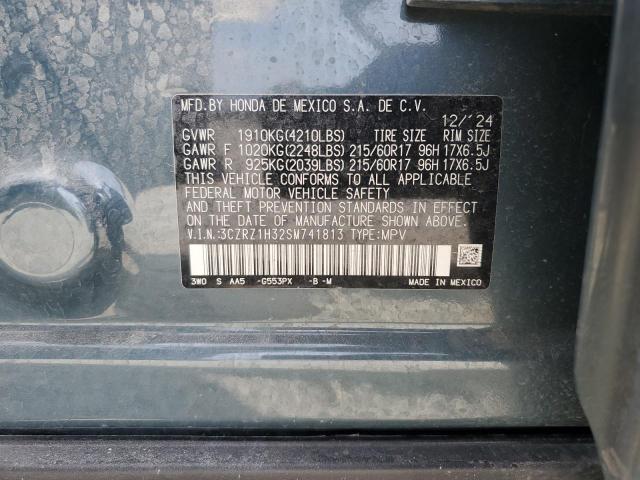 MFD.BY HONDA DE MEXICO S.A. DE C.V.
12/'24
GVWR 1910KG(4210LBS) TIRE SIZE RIM SIZE
GAWR F 1020KG(2248LBS) 215/60R17 96H 17X6.5J
GAWR R 925KG(2039LBS) 215/60R17 96H 17X6.5J
THIS VEHICLE CONFORMS TO ALL APPLICABLE
FEDERAL MOTOR VEHICLE SAFETY
AND THEFT PREVENTION STANDARDS IN EFFECT
ON THE DATE OF MANUFACTURE SHOWN ABOVE.
V.I.N.:3CZRZ1H32SM741813 TYPE:MPV
3W0 S AA5 -G553PX -B -M MADE IN MEXICO